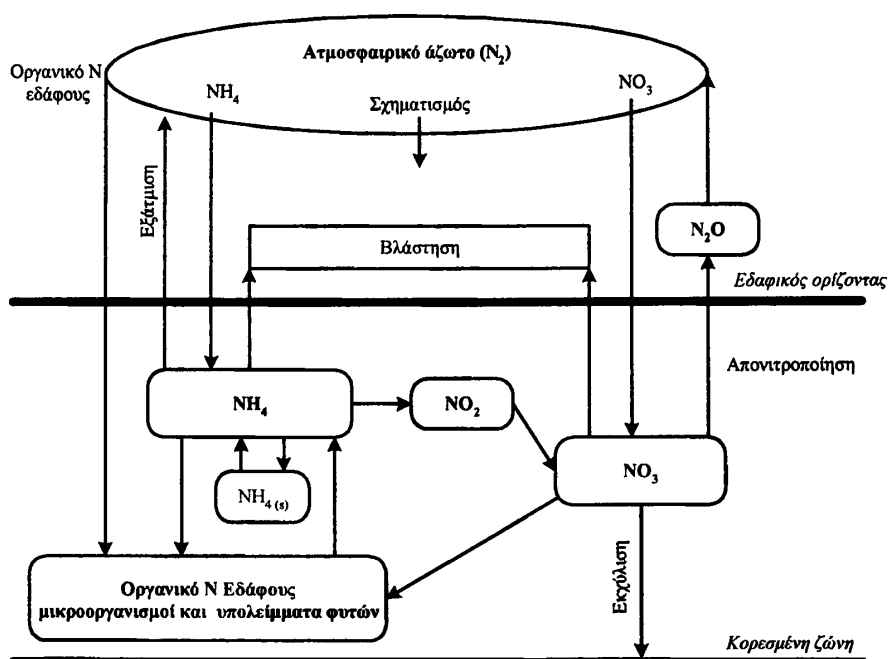 Ατμοσφαιρικό άζωτο (N2)
Οργανικό N
εδάφους
NH4
NO3
Σχηματισμός
Εξάτμιση
N2O
Βλάστηση
Εδαφικός ορίζοντας
Απονιτροποίηση
NH4
NO2
NO3
NH4 (s)
Εκχύλιση
Οργανικό N Εδάφους
μικροοργανισμοί και υπολείμματα φυτών
Κορεσμένη ζώνη